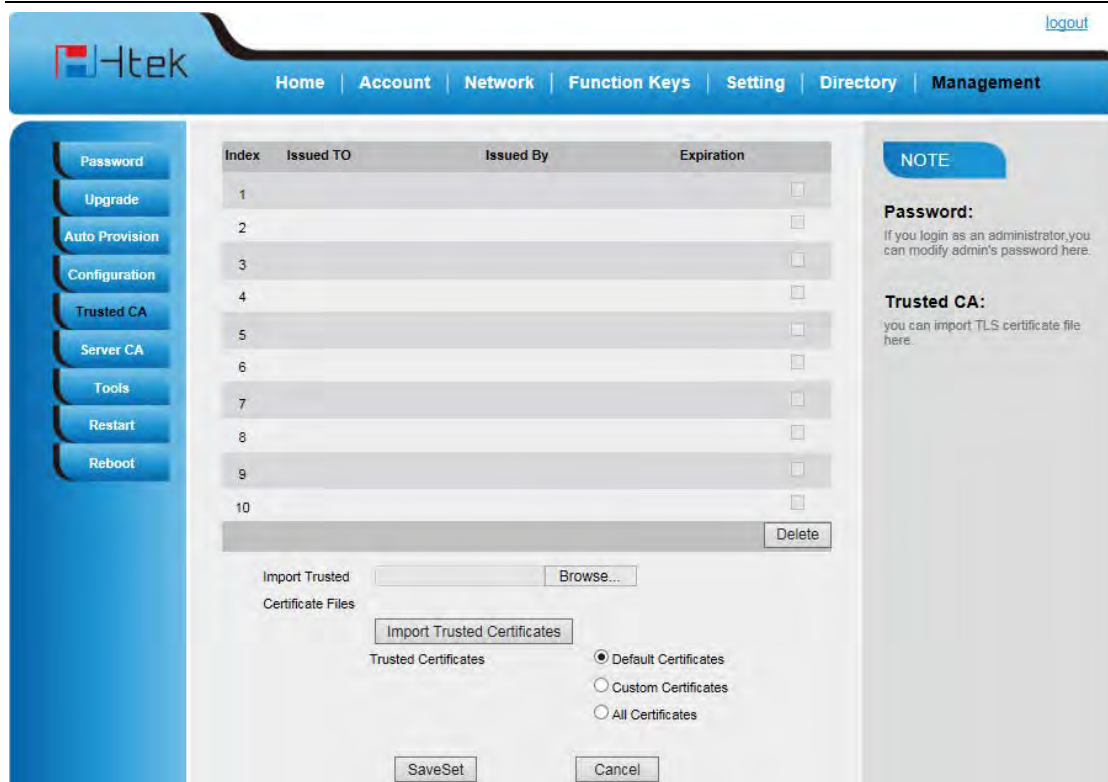 logout
Htek
Home | Account | Network | Function Keys | Setting | Directory | Management
Password
Upgrade
Auto Provision
Configuration
Trusted CA
Server CA
Tools
Restart
Reboot
Index Issued TO Issued By Expiration
1
2
3
4
5
6
7
8
9
10
Delete
Import Trusted Certificate Files Browse...
Import Trusted Certificates
Trusted Certificates Default Certificates
Custom Certificates
All Certificates
SaveSet Cancel
NOTE
Password:
If you login as an administrator,you
can modify admin's password here.
Trusted CA:
you can import TLS certificate file
here.